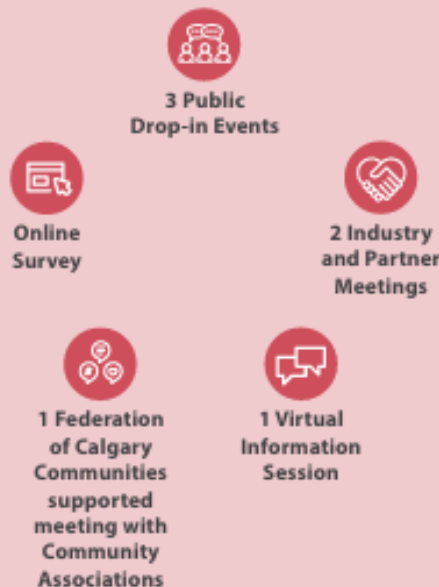 3 Public
Drop-in Events
Online
Survey
2 Industry
and Partner
Meetings
1 Federation
of Calgary
Communities
supported
meeting with
Community
Associations
1 Virtual
Information
Session